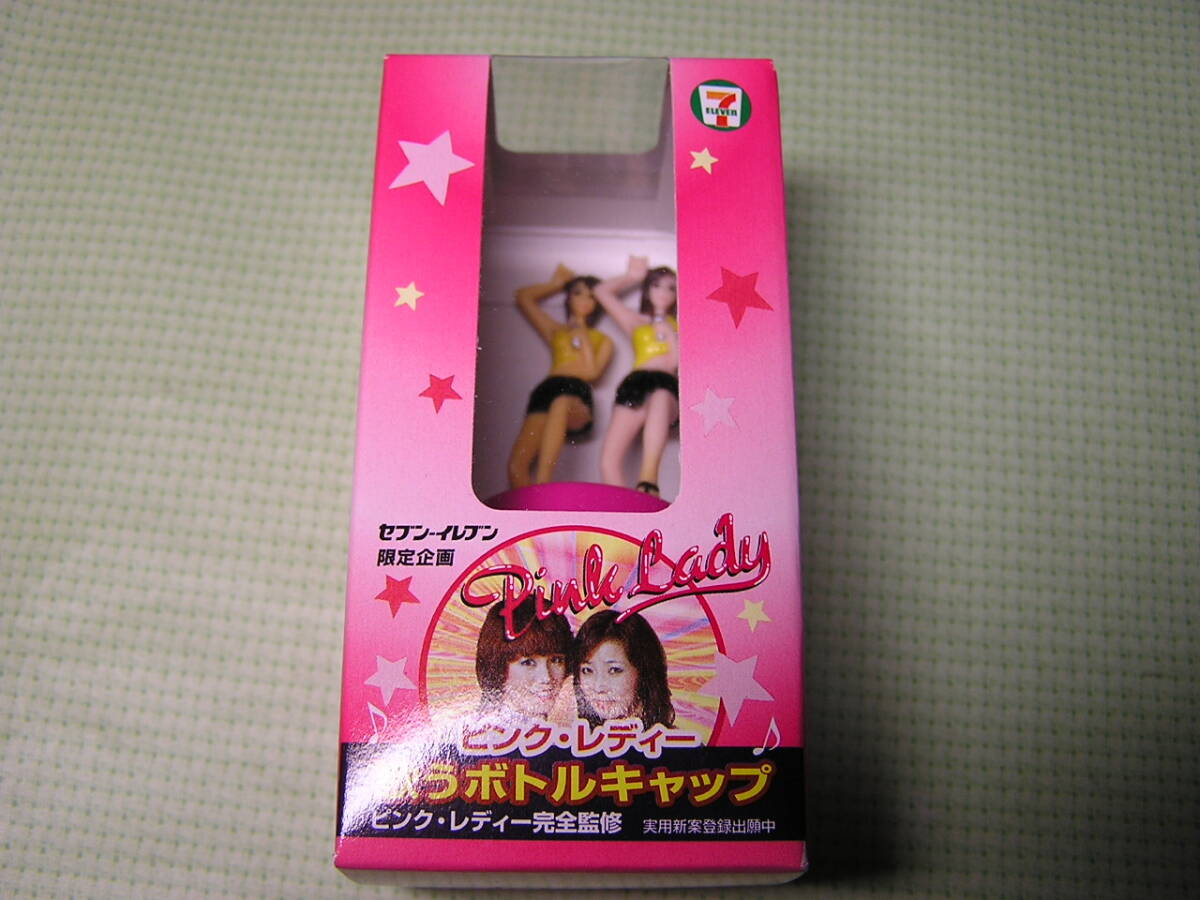 7
ELEVEN
セブン-イレブン
限定企画
Pink Lady
ピンク・レディー
うボトルキャップ
ピンク・レディー完全監修
実用新案登録出願中